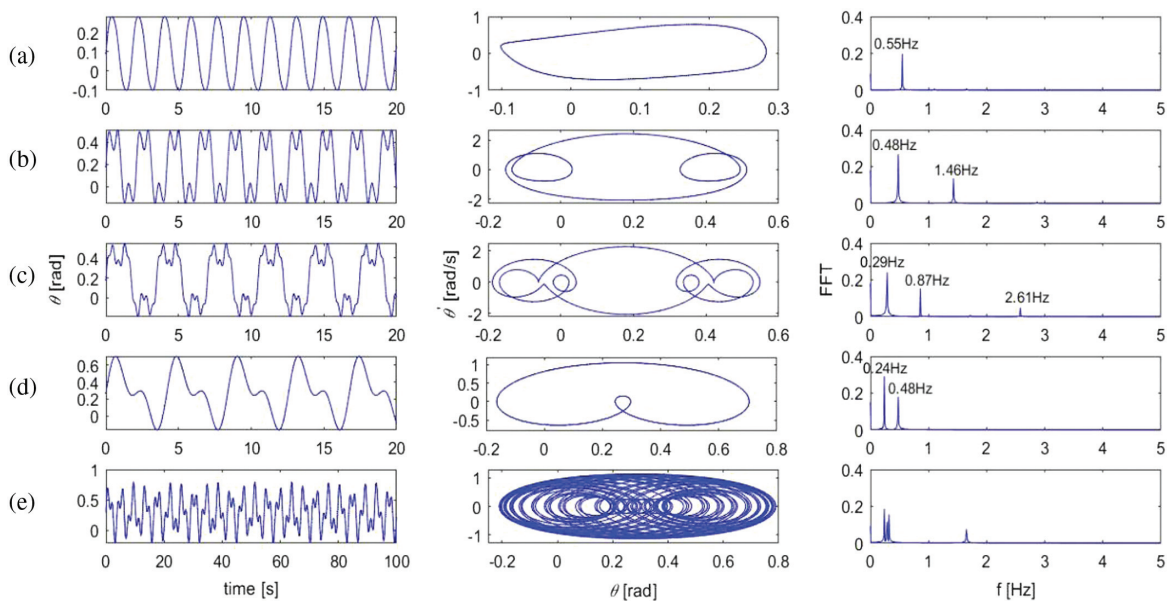 (a)
0.2
0.1
0
-0.1
0 5 10 15 20
1
0
-1
-0.1 0 0.1 0.2 0.3
0.4
0.2
0
0.55Hz
0 1 2 3 4 5
(b)
0.4
0.2
0
0 5 10 15 20
2
0
-2
-0.2 0 0.2 0.4 0.6
0.4
0.2
0
0.48Hz
1.46Hz
0 1 2 3 4 5
(c)
θ [rad]
0.4
0.2
0
0 5 10 15 20
θ̇ [rad/s]
2
0
-2
-0.2 0 0.2 0.4 0.6
FFT
0.4
0.2
0
0.29Hz
0.87Hz
2.61Hz
0 1 2 3 4 5
(d)
0.6
0.4
0.2
0
0 5 10 15 20
1
0.5
0
-0.5
-0.2 0 0.2 0.4 0.6 0.8
0.4
0.2
0
0.24Hz
0.48Hz
0 1 2 3 4 5
(e)
1
0.5
0
0 20 40 60 80 100
time [s]
1
0
-1
-0.2 0 0.2 0.4 0.6 0.8
θ [rad]
0.4
0.2
0
0 1 2 3 4 5
f [Hz]